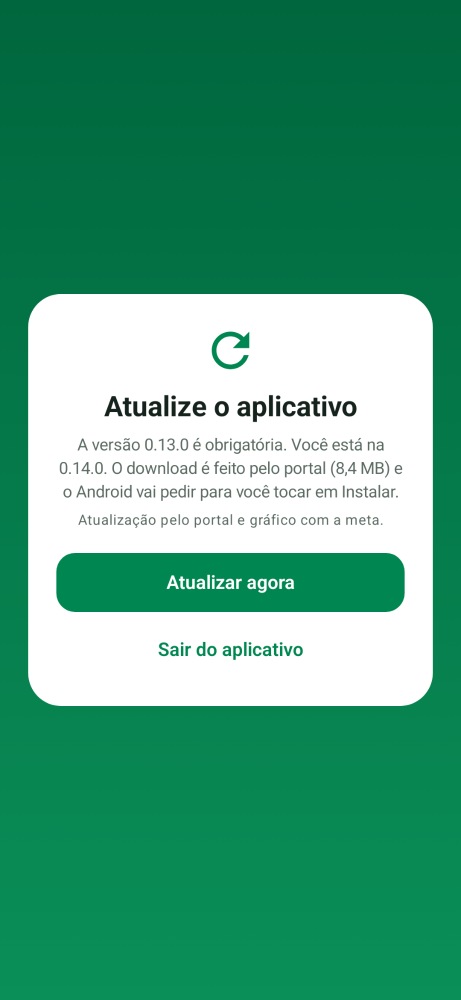 Atualize o aplicativo
A versão 0.13.0 é obrigatória. Você está na
0.14.0. O download é feito pelo portal (8,4 MB) e
o Android vai pedir para você tocar em Instalar.
Atualização pelo portal e gráfico com a meta.
Atualizar agora
Sair do aplicativo